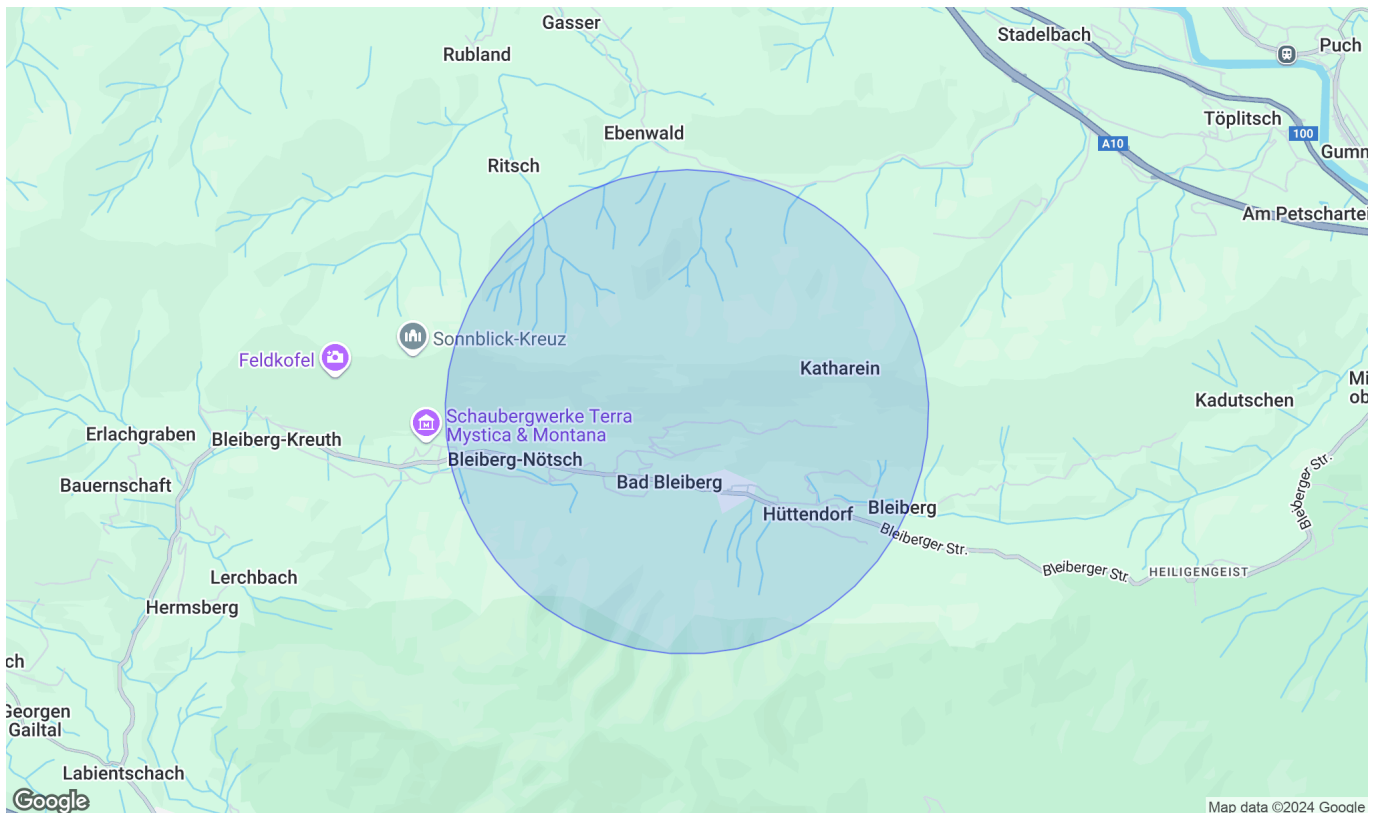 Gasser
Stadelbach
Puch
Rubland
Töplitsch
100
Ebenwald
A10
Gumm
Ritsch
Am Petschartei
Sonnblick-Kreuz
Feldkofel
Katharein
Mi
ob
Kadutschen
Schaubergwerke Terra
Mystica & Montana
Erlachgraben
Bleiberg-Kreuth
Bleiberg-Nötsch
Bad Bleiberg
Bauernschaft
Hüttendorf
Bleiberg
Bleiberger Str.
Bleiberger Str.
Bleiberger Str.
HEILIGENGEIST
Lerchbach
Hermsberg
ch
Georgen
Gailtal
Labientschach
Google
Map data ©2024 Google